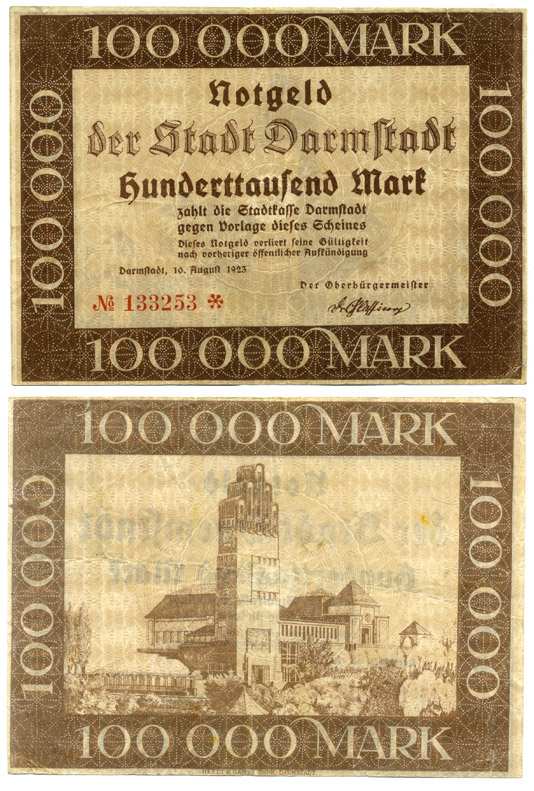 100 000 MARK
100 000
100 000
Notgeld
der Stadt Darmstadt
Hunderttausend Mark
zahlt die Stadtkasse Darmstadt
gegen Vorlage dieses Scheines
Dieses Notgeld verliert seine Gültigkeit
nach vorheriger öffentlicher Aufkündigung
Darmstadt, 10. August 1923
Der Oberbürgermeister
№ 133253 *
100 000 MARK
100 000 MARK
100 000
100 000
100 000 MARK